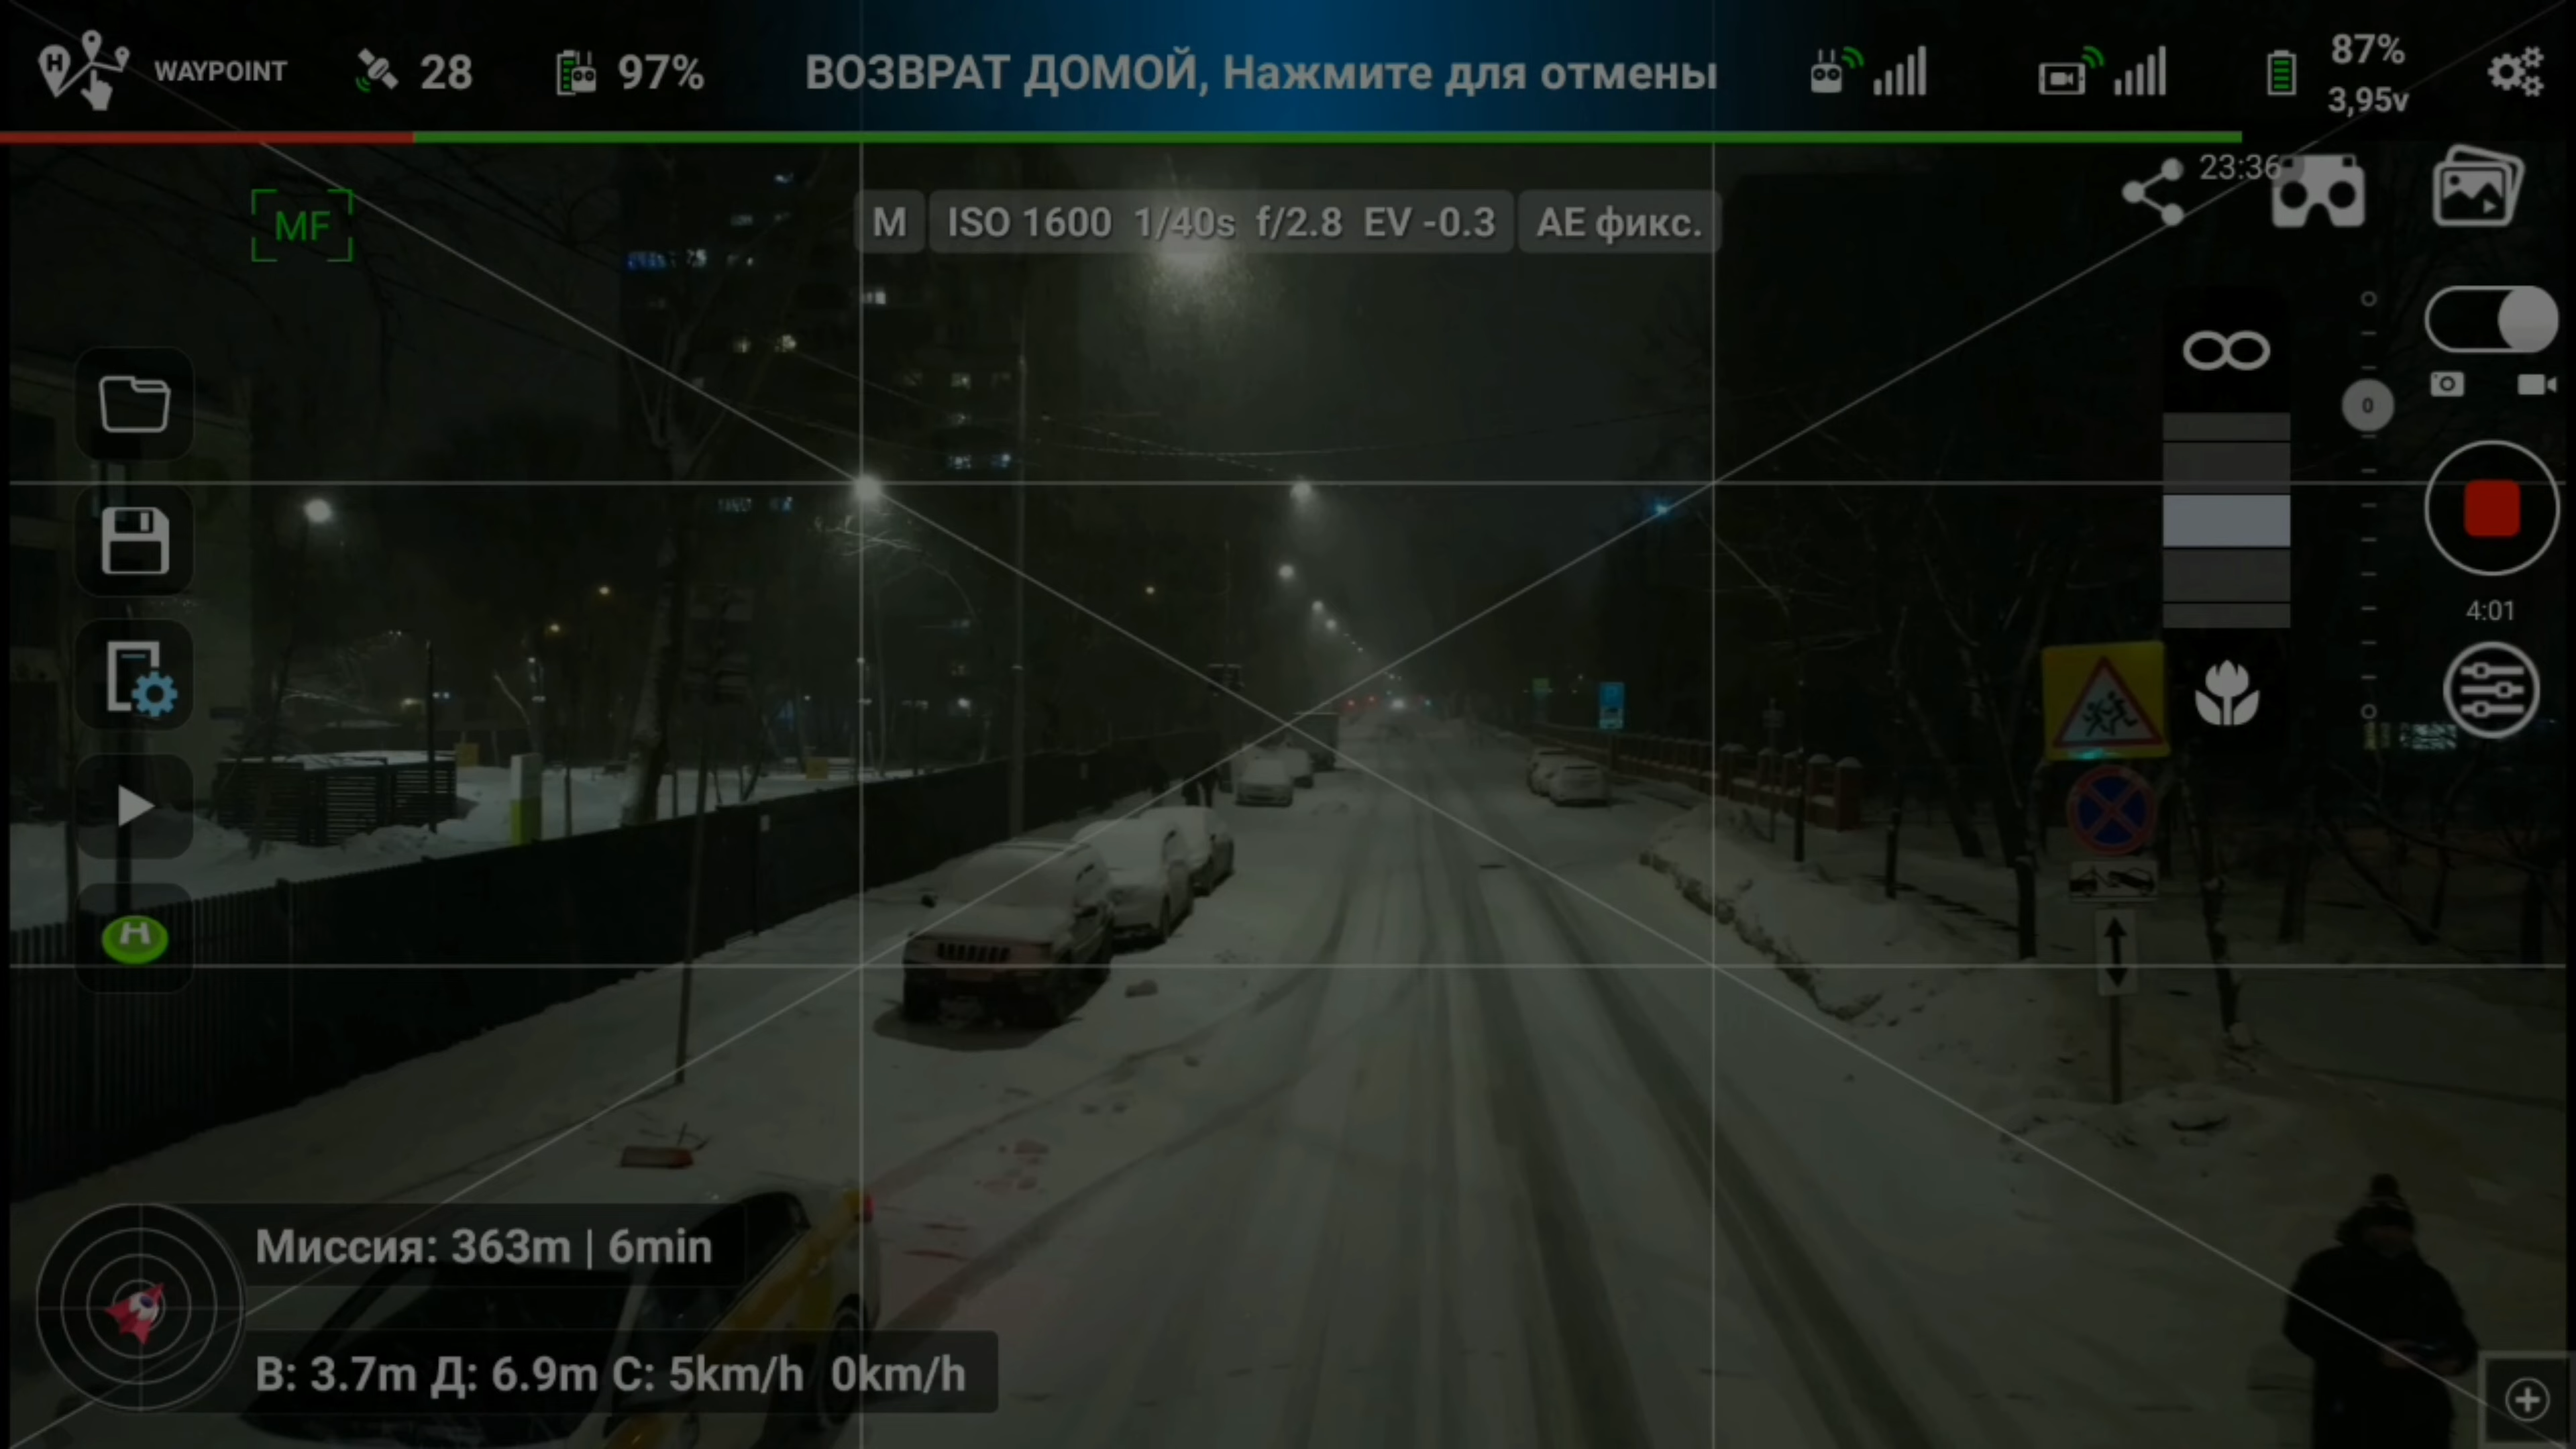 WAYPOINT
28
97%
ВОЗВРАТ ДОМОЙ, Нажмите для отмены
87%
3,95v
23:36
MF
M
ISO 1600 1/40s f/2.8 EV -0.3
AE фикс.
0
4:01
H
Миссия: 363m | 6min
В: 3.7m Д: 6.9m С: 5km/h 0km/h